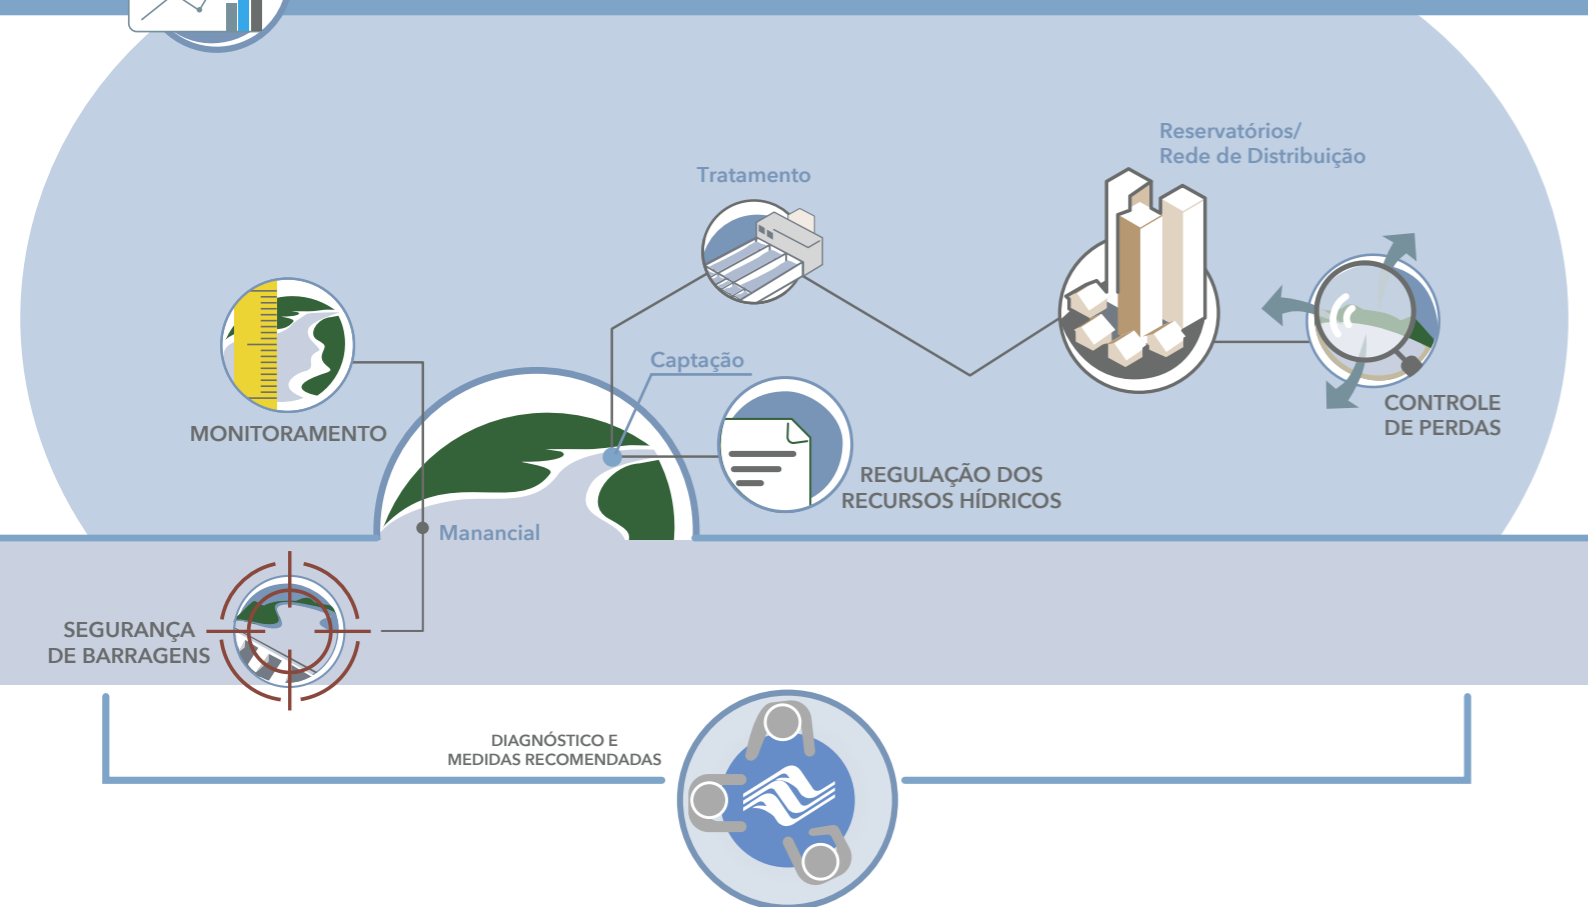 Reservatórios/
Rede de Distribuição
Tratamento
Captação
MONITORAMENTO
CONTROLE
DE PERDAS
REGULAÇÃO DOS
RECURSOS HÍDRICOS
Manancial
SEGURANÇA
DE BARRAGENS
DIAGNÓSTICO E
MEDIDAS RECOMENDADAS